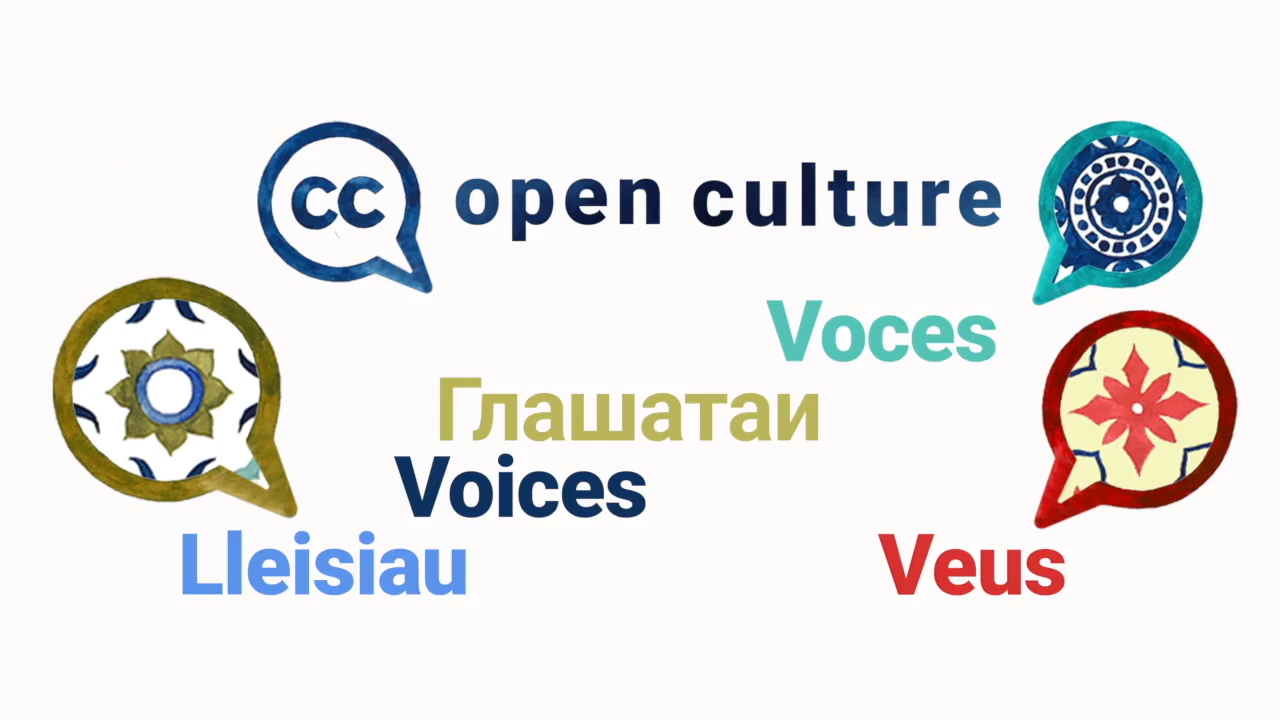 cc open culture
Voces
Глашатаи
Voices
Lleisiau
Veus